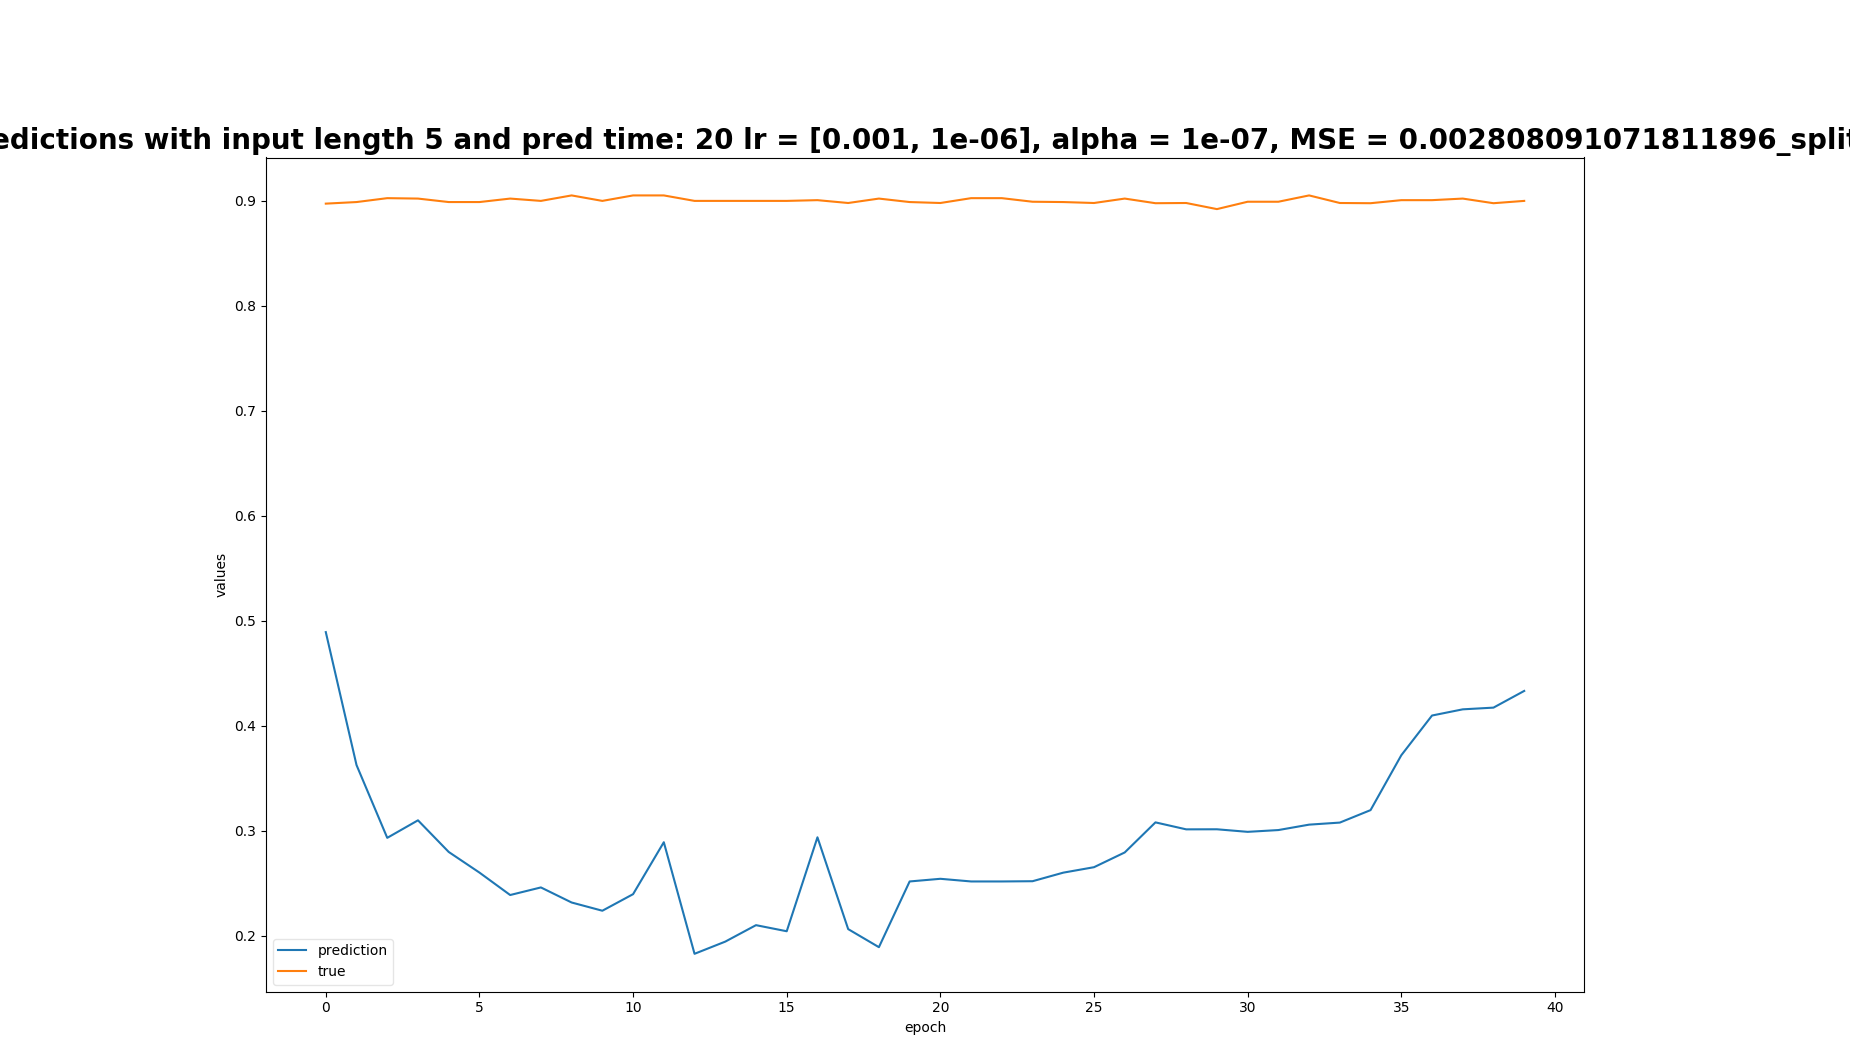 edictions with input length 5 and pred time: 20 lr = [0.001, 1e-06], alpha = 1e-07, MSE = 0.002808091071811896_split
0.9
0.8
0.7
0.6
0.5
0.4
0.3
0.2
values
prediction
true
0 5 10 15 20 25 30 35 40
epoch